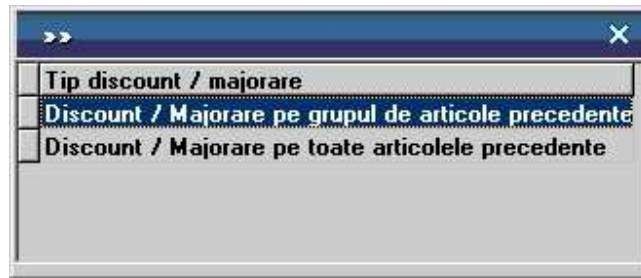 »»
Tip discount / majorare
Discount / Majorare pe grupul de articole precedente
Discount / Majorare pe toate articolele precedente